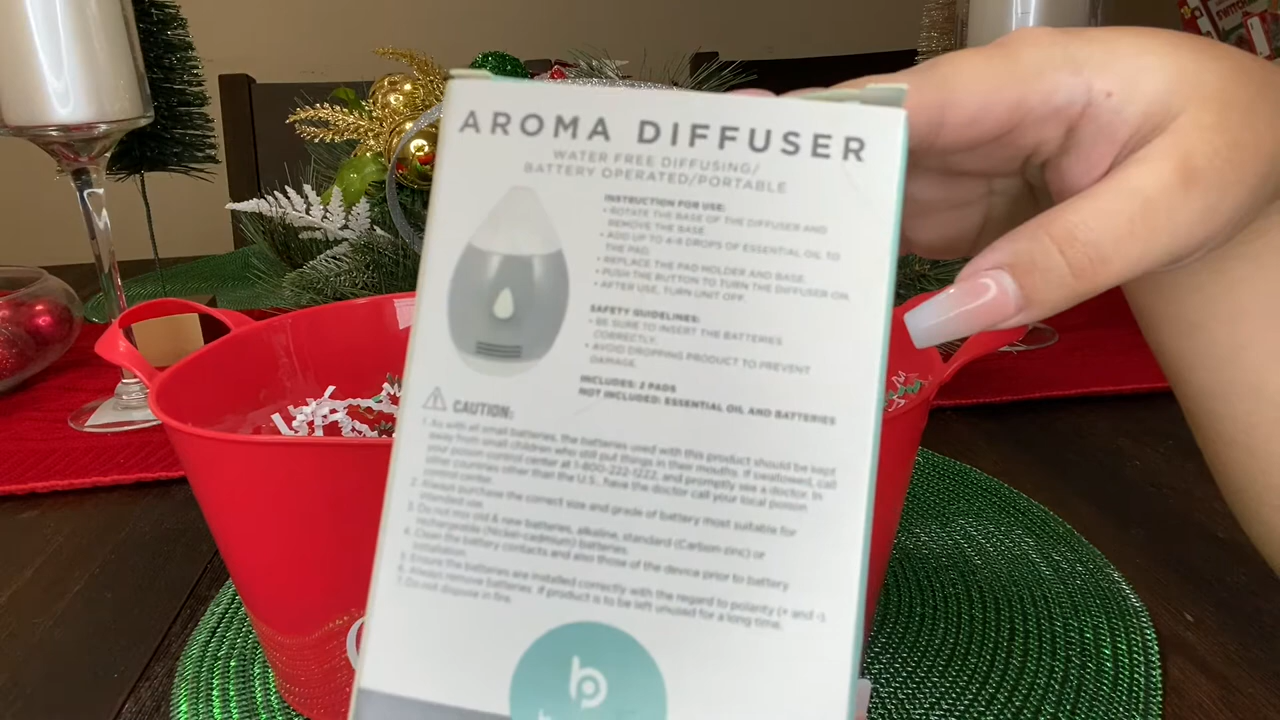 AROMA DIFFUSER
WATER FREE DIFFUSING/
BATTERY OPERATED/PORTABLE
INSTRUCTION FOR USE:
• ROTATE THE BASE OF THE DIFFUSER AND
REMOVE THE BASE.
• ADD UP TO 4-6 DROPS OF ESSENTIAL OIL TO
THE PAD.
• REPLACE THE PAD HOLDER AND BASE.
• PUSH THE BUTTON TO TURN THE DIFFUSER ON.
• AFTER USE, TURN UNIT OFF.
SAFETY GUIDELINES:
• BE SURE TO INSERT THE BATTERIES
CORRECTLY.
• AVOID DROPPING PRODUCT TO PREVENT
DAMAGE.
INCLUDES: 2 PADS
NOT INCLUDED: ESSENTIAL OIL AND BATTERIES
CAUTION:
1. As with all small batteries, the batteries used with this product should be kept
away from small children who still put things in their mouths. If swallowed, call
your poison control center at 1-800-222-1222, and promptly see a doctor. In
other countries other than the U.S., have the doctor call your local poison
control center.
2. Always purchase the correct size and grade of battery most suitable for
intended use.
3. Do not mix old & new batteries, alkaline, standard (Carbon zinc) or
rechargeable (Nickel-cadmium) batteries.
4. Clean the battery contacts and also those of the device prior to battery
installation.
5. Ensure the batteries are installed correctly with the regard to polarity (+ and -).
6. Always remove batteries if product is to be left unused for a long time.
7. Do not dispose in fire.